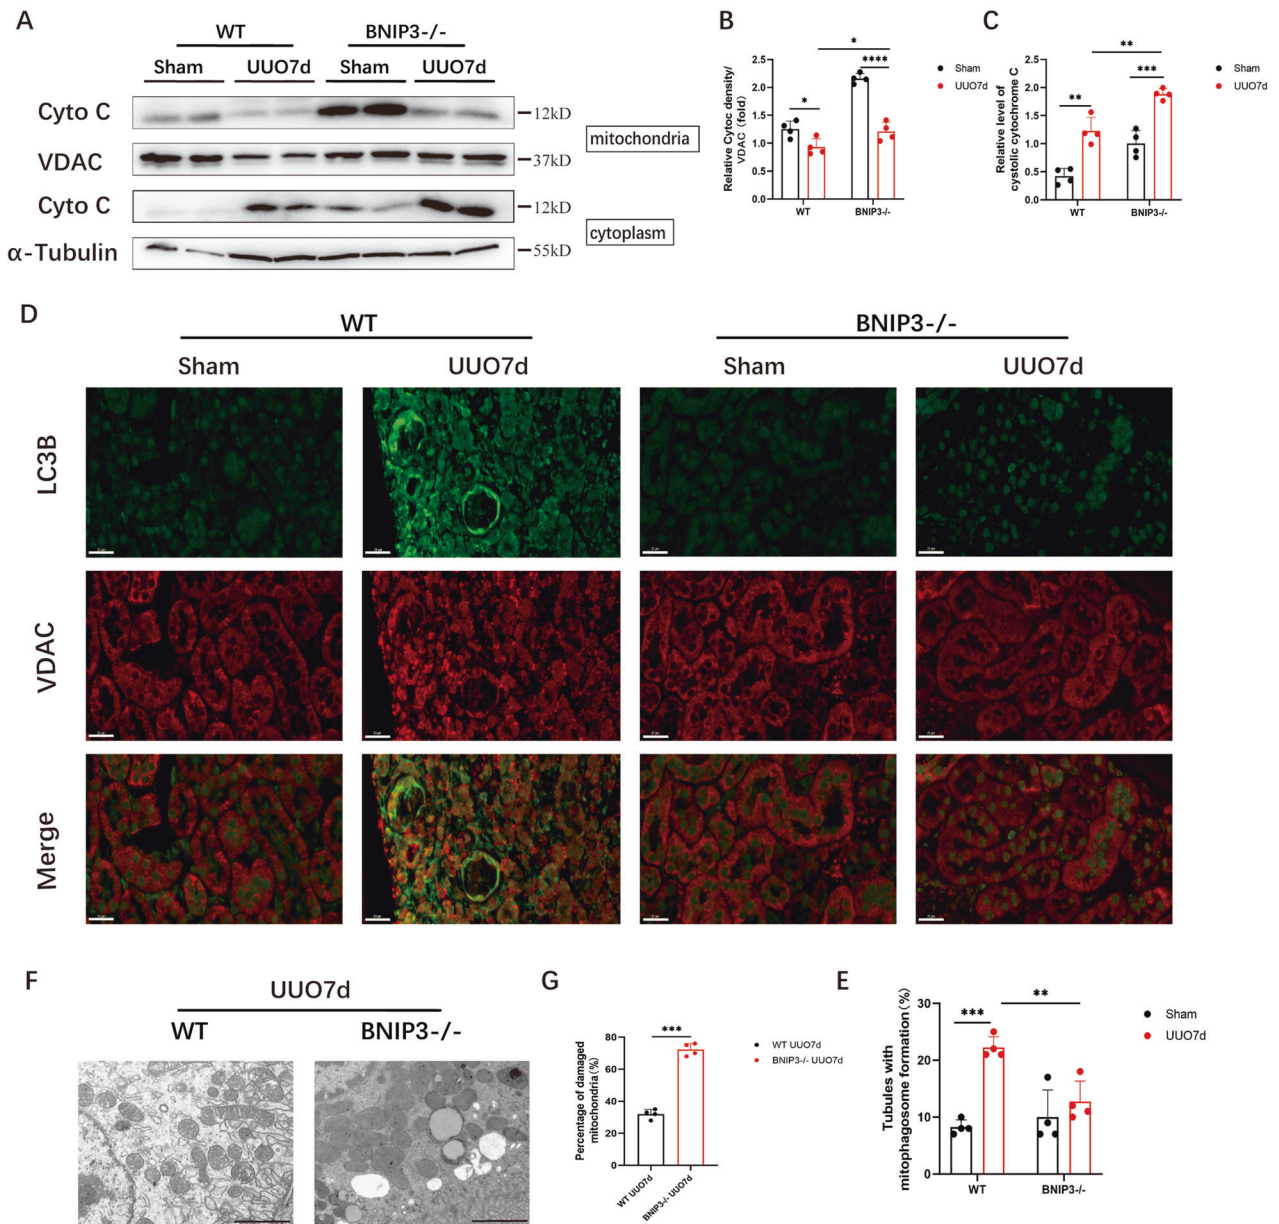 A
WT
BNIP3-/-
Sham
UUO7d
Sham
UUO7d
Cyto C
12kD
mitochondria
VDAC
37kD
Cyto C
12kD
cytoplasm
α-Tubulin
55kD
B
Relative Cytoc density/
VDAC (fold)
2.5
2.0
1.5
1.0
0.5
0.0
*
*
****
WT
BNIP3-/-
Sham
UUO7d
C
Relative level of
cystolic cytochrome C
2.5
2.0
1.5
1.0
0.5
0.0
**
**
***
WT
BNIP3-/-
Sham
UUO7d
D
WT
BNIP3-/-
Sham
UUO7d
Sham
UUO7d
LC3B
VDAC
Merge
F
UUO7d
WT
BNIP3-/-
G
Percentage of damaged
mitochondria(%)
80
60
40
20
0
***
WT UUO7d
BNIP3-/- UUO7d
WT UUO7d
BNIP3-/- UUO7d
E
Tubules with
mitophagosome formation(%)
30
20
10
0
***
**
WT
BNIP3-/-
Sham
UUO7d